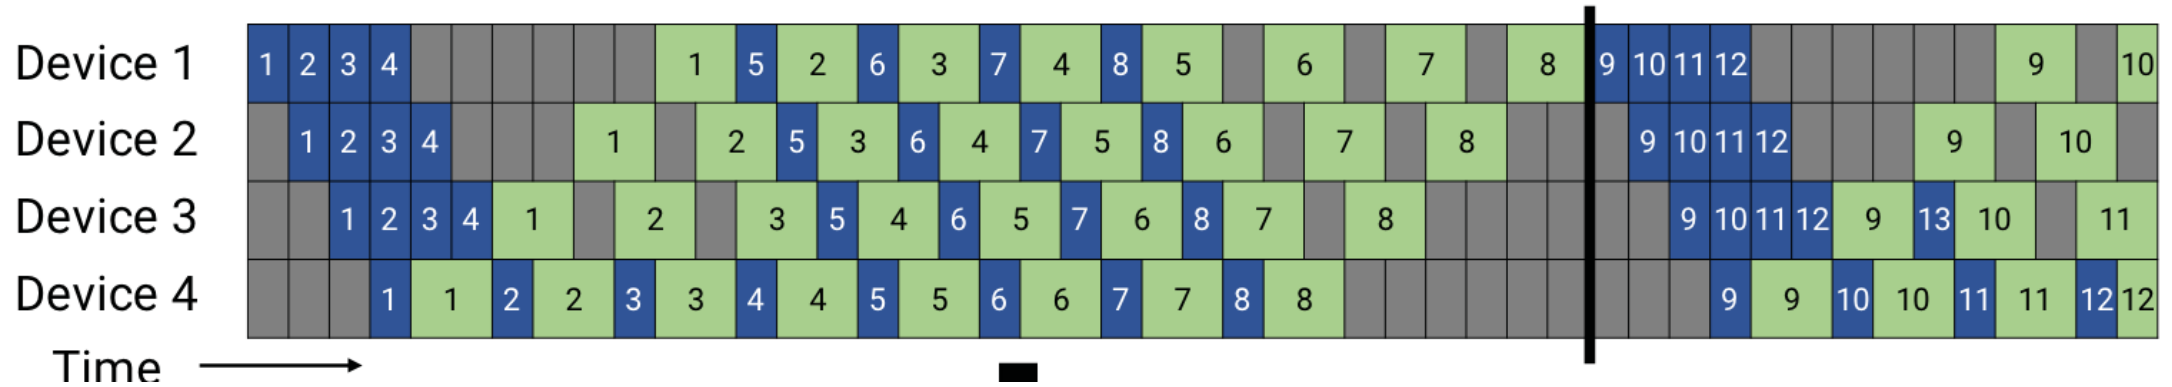 Device 1 1 2 3 4 1 5 2 6 3 7 4 8 5 6 7 8 9 10 11 12 9 10
Device 2 1 2 3 4 1 2 5 3 6 4 7 5 8 6 7 8 9 10 11 12 9 10
Device 3 1 2 3 4 1 2 3 5 4 6 5 7 6 8 7 8 9 10 11 12 9 13 10 11
Device 4 1 1 2 2 3 3 4 4 5 5 6 6 7 7 8 8 9 9 10 10 11 11 12 12
Time